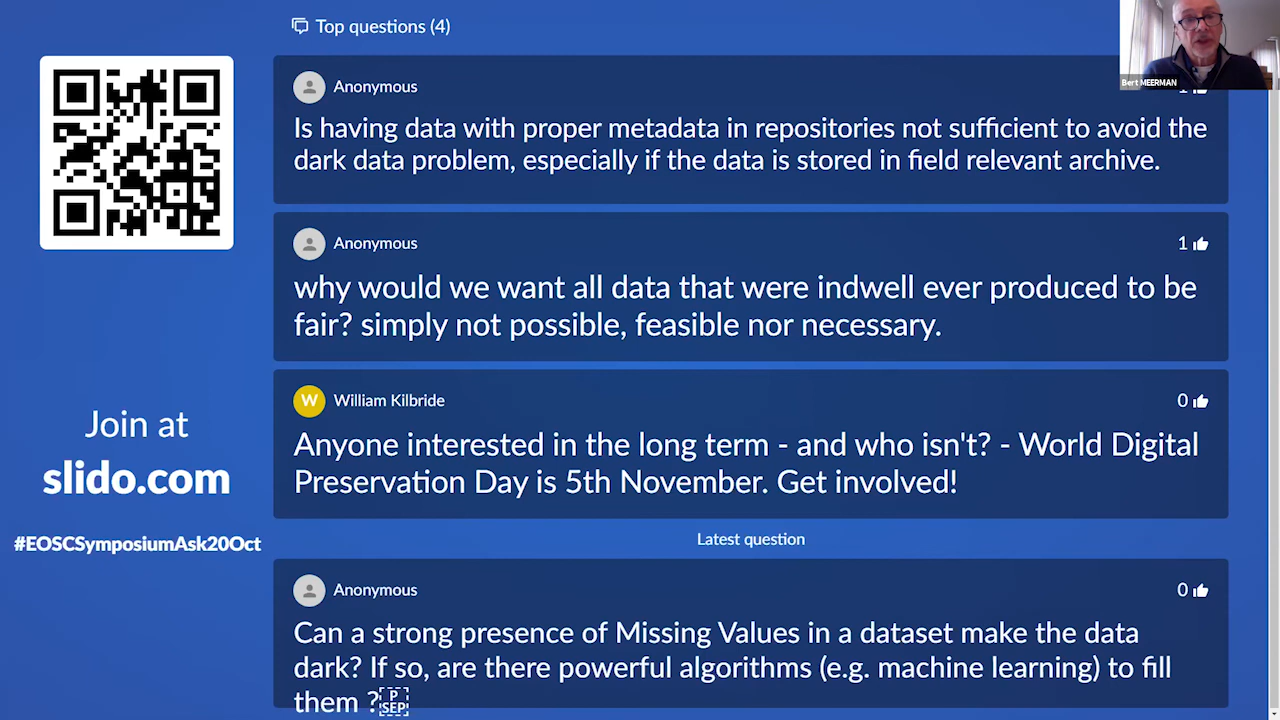 Top questions (4)
Bert MEERMAN
Anonymous
Is having data with proper metadata in repositories not sufficient to avoid the
dark data problem, especially if the data is stored in field relevant archive.
Anonymous
1
why would we want all data that were indwell ever produced to be
fair? simply not possible, feasible nor necessary.
William Kilbride
W
0
Anyone interested in the long term - and who isn't? - World Digital
Preservation Day is 5th November. Get involved!
Join at
slido.com
#EOSCSymposiumAsk20Oct
Latest question
Anonymous
0
Can a strong presence of Missing Values in a dataset make the data
dark? If so, are there powerful algorithms (e.g. machine learning) to fill
them ?
P
SEP